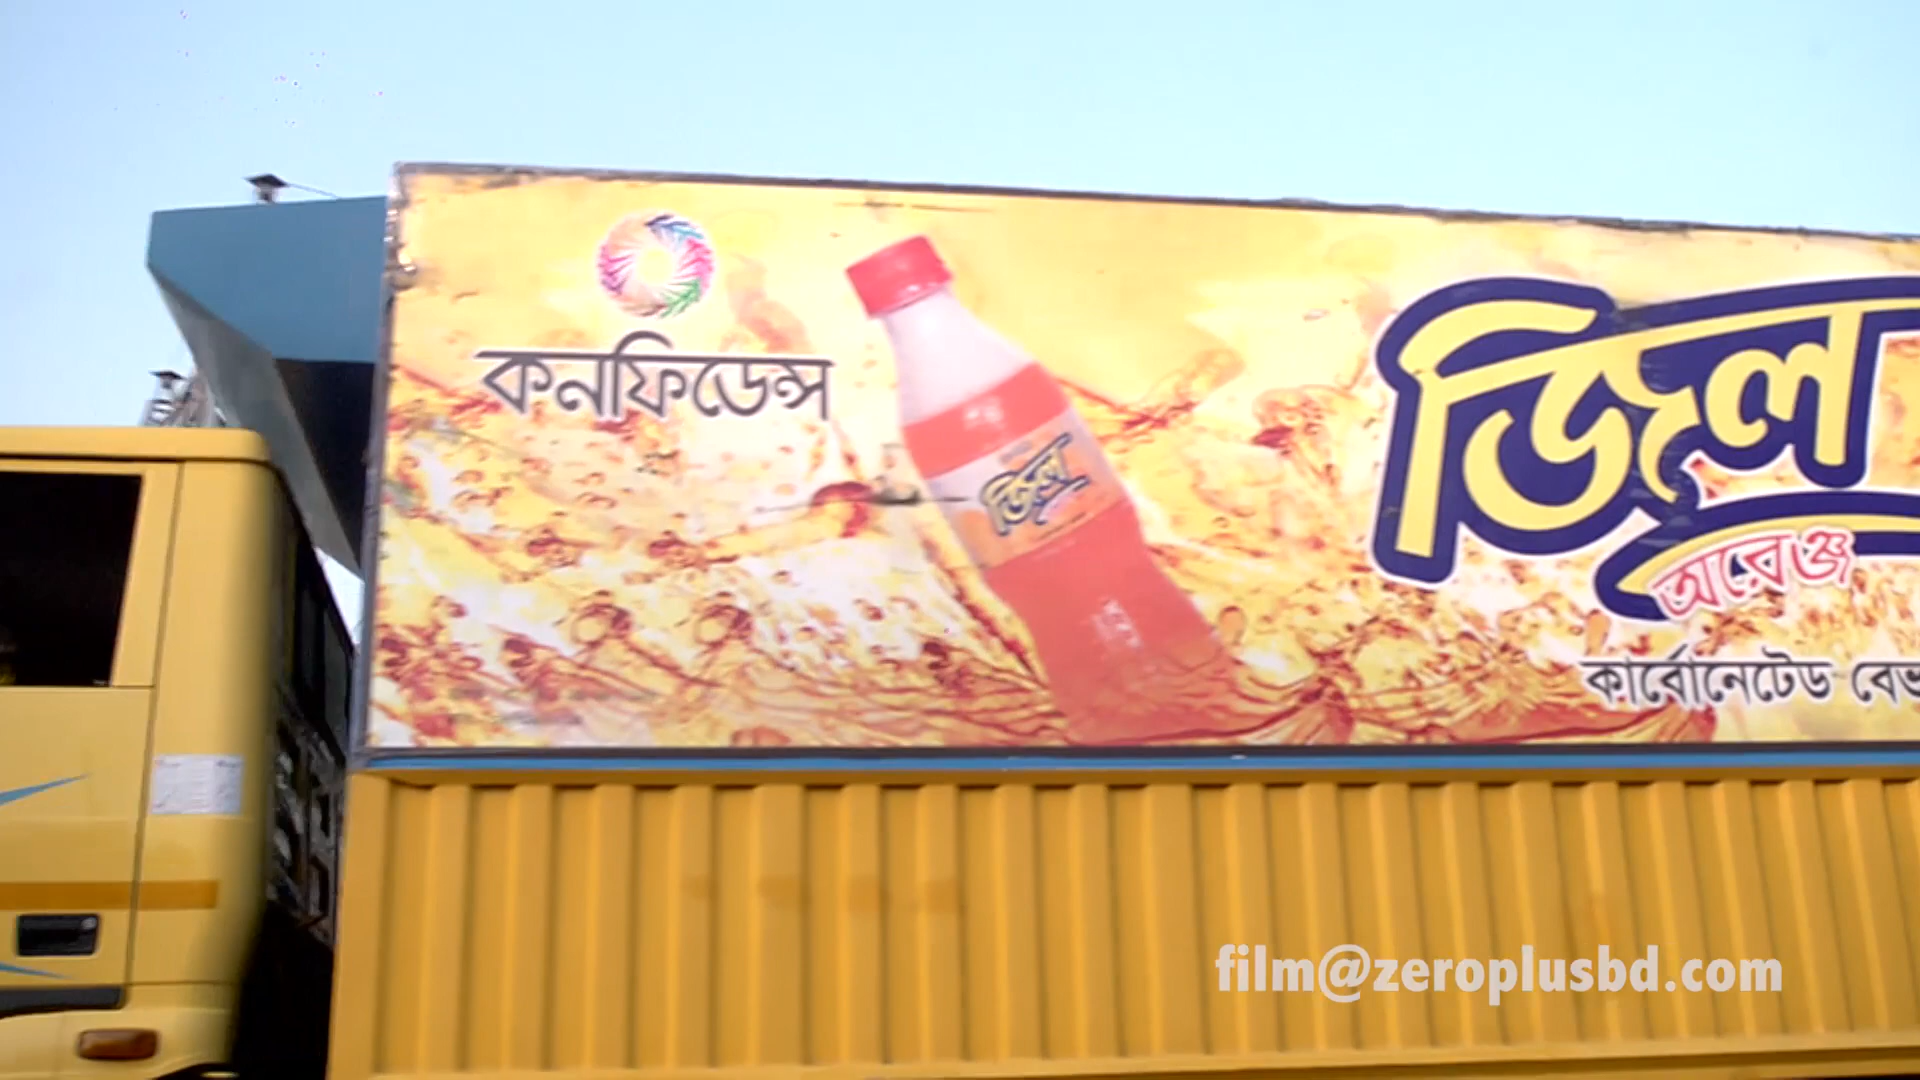 কনফিডেন্স
জিল
জিল
অরেঞ্জ
কার্বোনেটেড
film@zeroplusbd.com